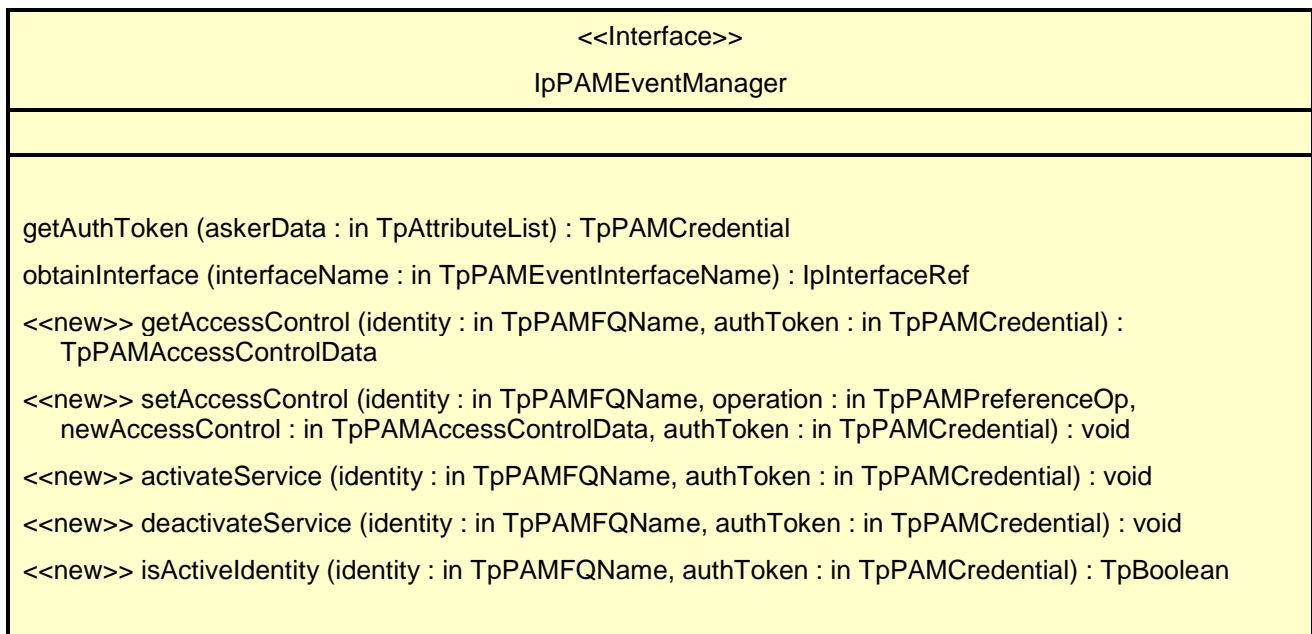 <<Interface>>
IpPAMEventManager
getAuthToken (askerData : in TpAttributeList) : TpPAMCredential
obtainInterface (interfaceName : in TpPAMEventInterfaceName) : IpInterfaceRef
<<new>> getAccessControl (identity : in TpPAMFQName, authToken : in TpPAMCredential) :
TpPAMAccessControlData
<<new>> setAccessControl (identity : in TpPAMFQName, operation : in TpPAMPreferenceOp,
newAccessControl : in TpPAMAccessControlData, authToken : in TpPAMCredential) : void
<<new>> activateService (identity : in TpPAMFQName, authToken : in TpPAMCredential) : void
<<new>> deactivateService (identity : in TpPAMFQName, authToken : in TpPAMCredential) : void
<<new>> isActiveIdentity (identity : in TpPAMFQName, authToken : in TpPAMCredential) : TpBoolean